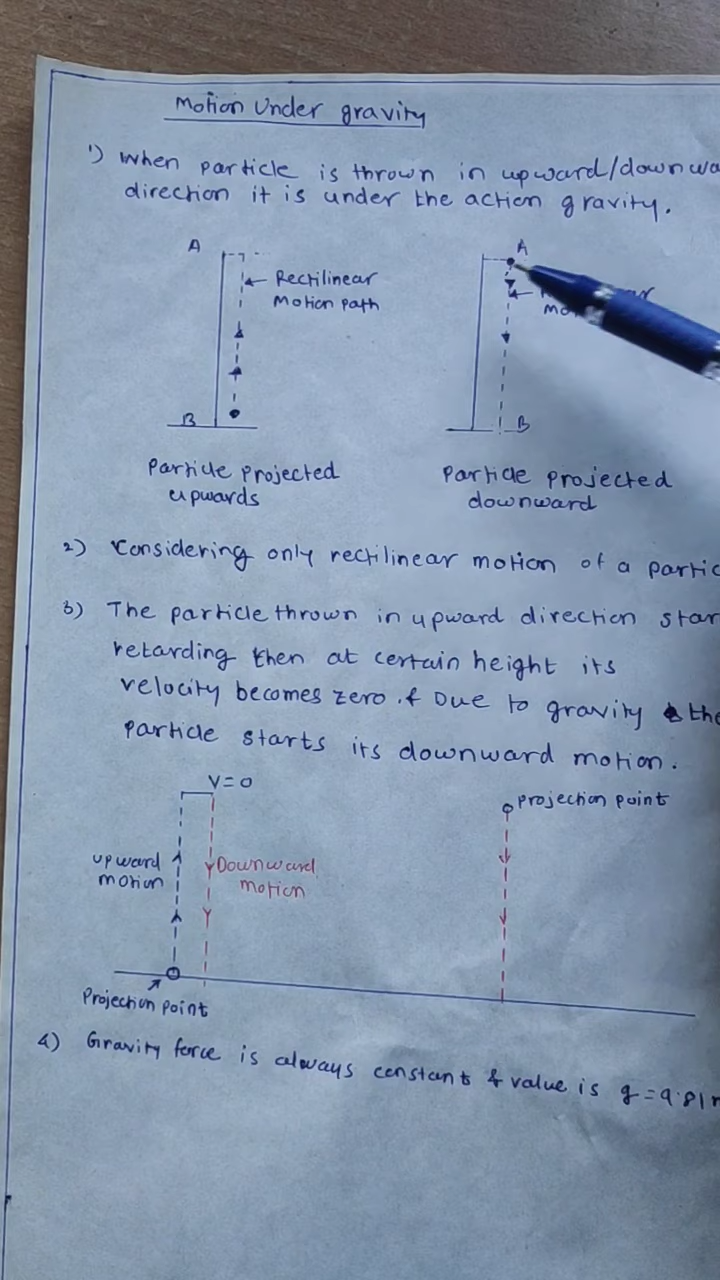 Motion Under gravity
1) When particle is thrown in upward/downwa
direction it is under the action gravity.
A
Rectilinear
Motion path
B
Particle projected
upwards
A
B
Particle projected
downward
2) Considering only rectilinear motion of a partic
3) The particle thrown in upward direction star
retarding then at certain height its
velocity becomes zero. & Due to gravity the
particle starts its downward motion.
V=0
upward
motion
Downward
motion
Projection point
projection point
4) Gravity force is always constant & value is g=9.81